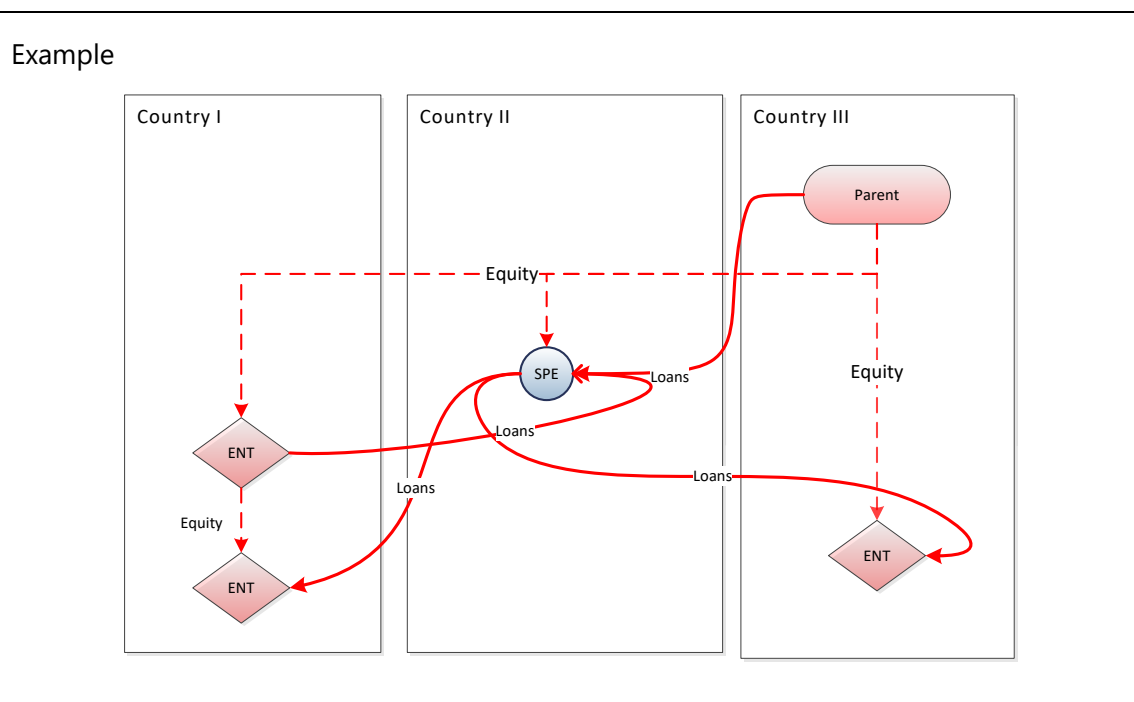 Example
Country I
Country II
Country III
Parent
Equity
Equity
SPE
Loans
Loans
ENT
Loans
Loans
Equity
ENT
ENT